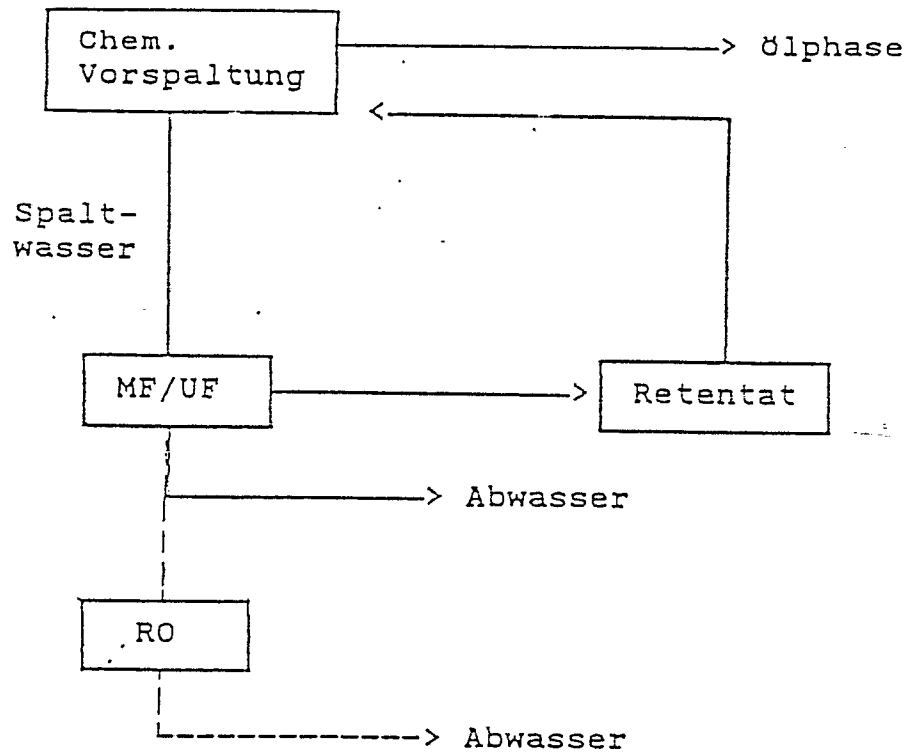 Chem.
Vorspaltung
> ölphase
<
Spalt-
wasser
MF/UF
>
Retentat
> Abwasser
RO
> Abwasser